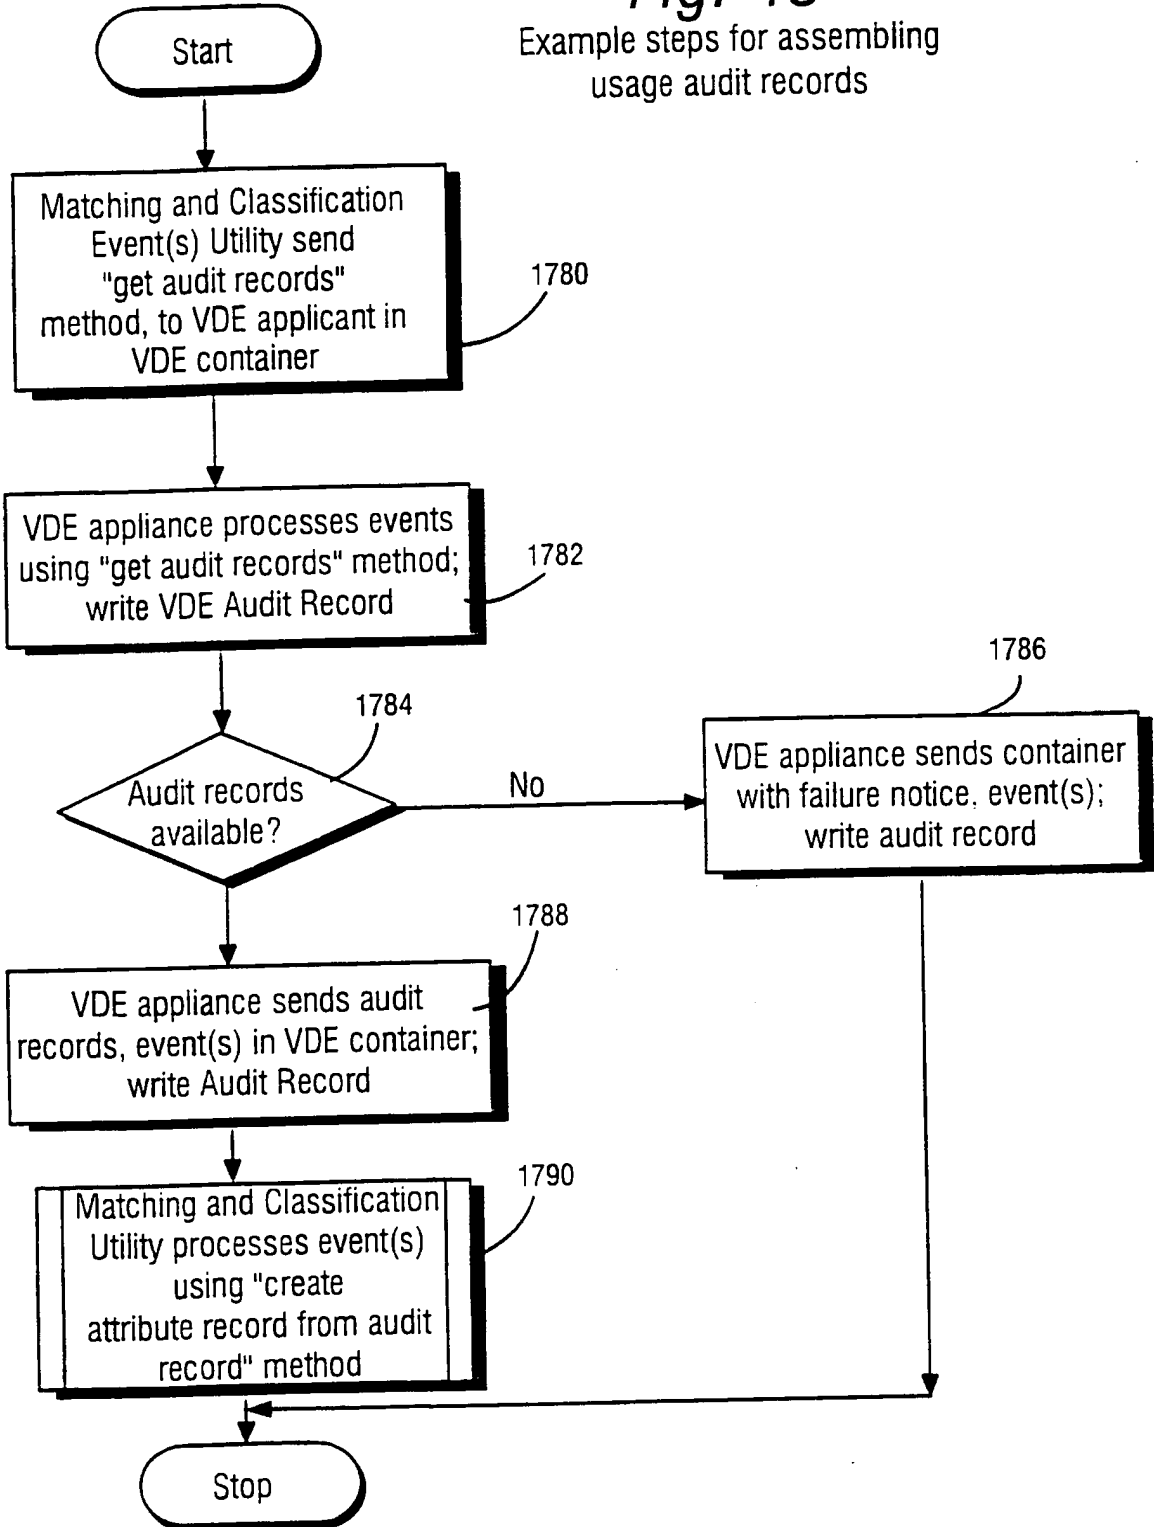 Example steps for assembling
usage audit records
Start
Matching and Classification
Event(s) Utility send
"get audit records"
method, to VDE applicant in
VDE container
1780
VDE appliance processes events
using "get audit records" method;
write VDE Audit Record
1782
1784
Audit records
available?
No
1786
VDE appliance sends container
with failure notice, event(s);
write audit record
1788
VDE appliance sends audit
records, event(s) in VDE container;
write Audit Record
1790
Matching and Classification
Utility processes event(s)
using "create
attribute record from audit
record" method
Stop